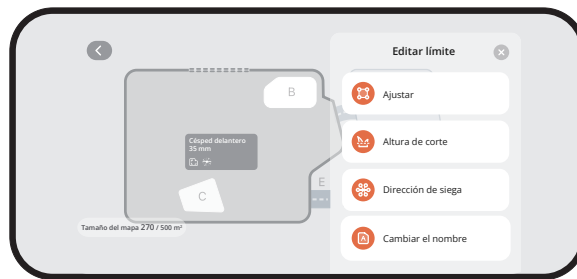 Editar límite
B
Ajustar
Césped delantero
35 mm
Altura de corte
E
Dirección de siega
C
Tamaño del mapa 270 / 500 m²
Cambiar el nombre
A